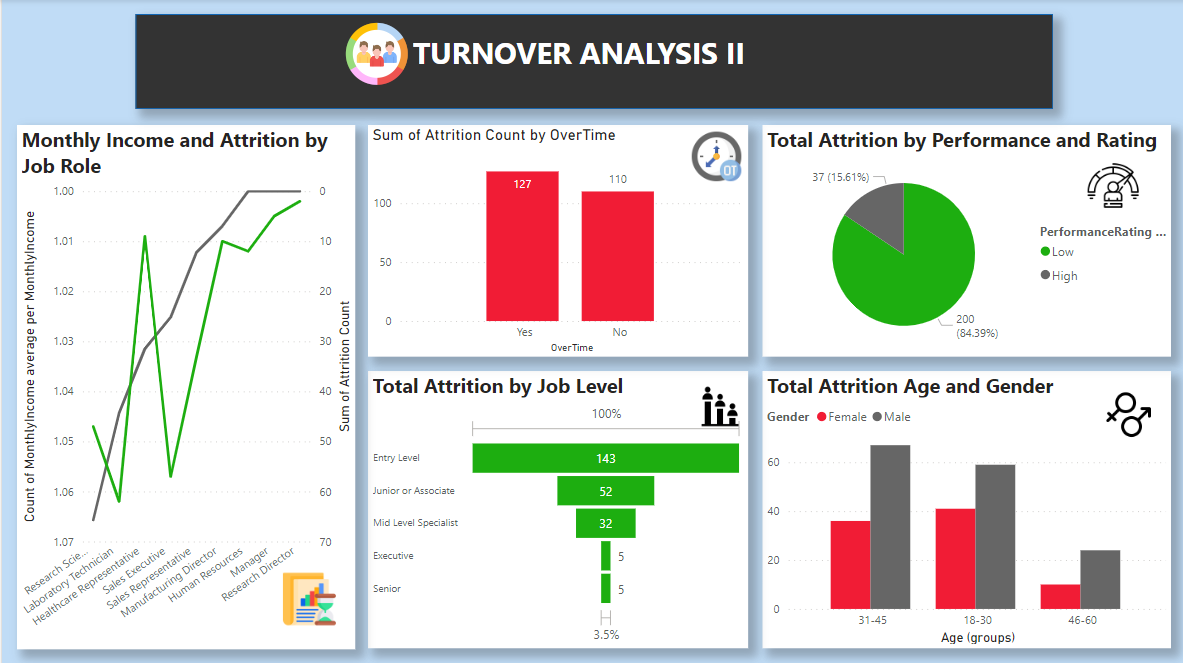 TURNOVER ANALYSIS II
Monthly Income and Attrition by
Job Role
1.00
1.01
1.02
1.03
1.04
1.05
1.06
1.07
Count of MonthlyIncome average per MonthlyIncome
0
10
20
30
40
50
60
70
Sum of Attrition Count
Research Scie...
Laboratory Technician
Healthcare Representative
Sales Executive
Sales Representative
Manufacturing Director
Human Resources
Manager
Research Director
Sum of Attrition Count by OverTime
OT
127
110
100
50
0
Yes
No
OverTime
Total Attrition by Performance and Rating
37 (15.61%)
200
(84.39%)
PerformanceRating ...
Low
High
Total Attrition by Job Level
100%
Entry Level
143
Junior or Associate
52
Mid Level Specialist
32
Executive
5
Senior
5
3.5%
Total Attrition Age and Gender
Gender
Female
Male
60
40
20
0
31-45
18-30
46-60
Age (groups)